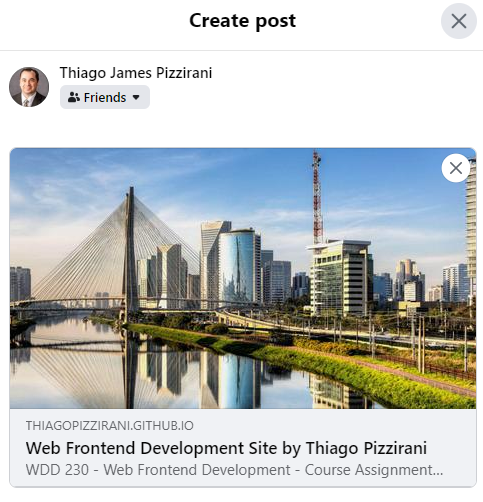 Create post
Thiago James Pizzirani
Friends
THIAGOPIZZIRANI.GITHUB.IO
Web Frontend Development Site by Thiago Pizzirani
WDD 230 - Web Frontend Development - Course Assignment...